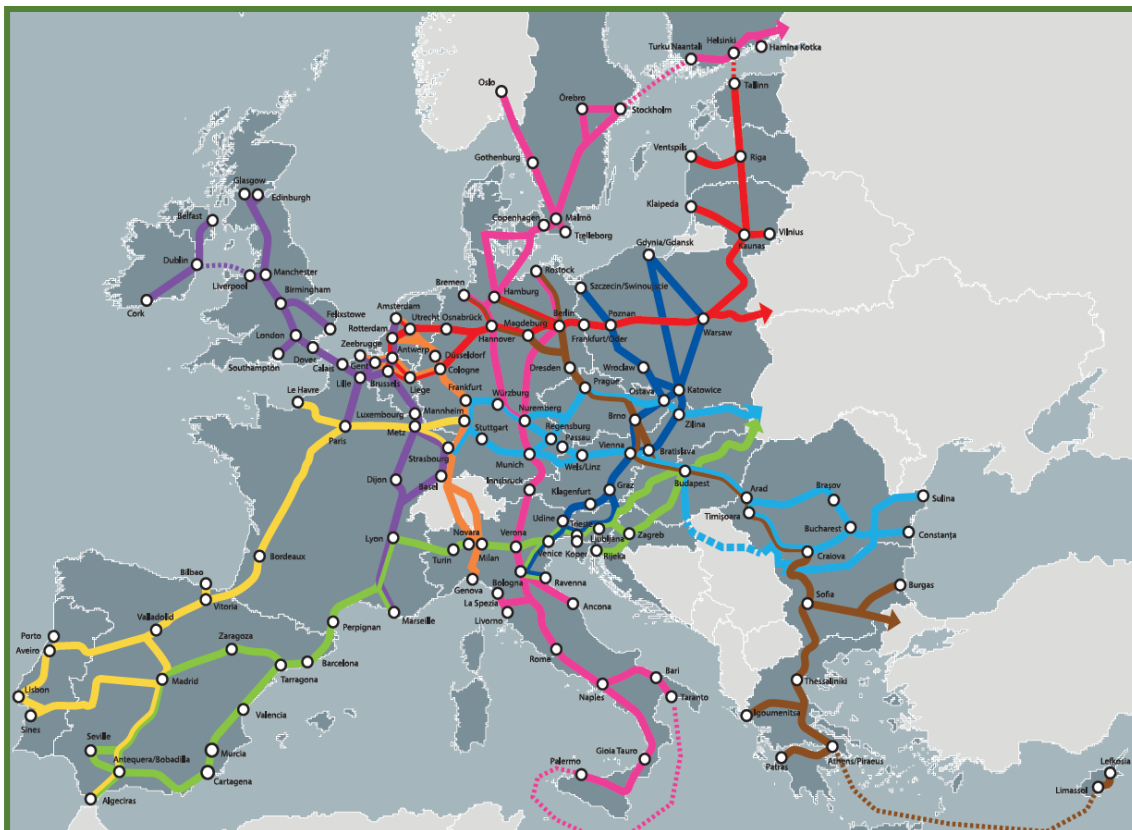 Helsinki
Turku Naantali
Hamina Kotka
Tallinn
Oslo
Örebro
Stockholm
Ventspils
Riga
Gothenburg
Klaipeda
Glasgow
Edinburgh
Belfast
Copenhagen
Malmö
Trelleborg
Kaunas
Vilnius
Gdynia/Gdansk
Dublin
Liverpool
Manchester
Rostock
Szczecin/Swinoujscie
Cork
Birmingham
Bremen
Hamburg
Felixstowe
Amsterdam
Utrecht
Osnabrück
Berlin
Poznan
London
Rotterdam
Magdeburg
Warsaw
Zeebrugge
Hannover
Frankfurt/Oder
Dover
Antwerp
Düsseldorf
Southampton
Calais
Gent
Cologne
Dresden
Wroclaw
Lille
Brussels
Liege
Prague
Katowice
Le Havre
Frankfurt
Würzburg
Ostava
Luxembourg
Mannheim
Nuremberg
Brno
Zilina
Paris
Metz
Stuttgart
Regensburg
Passau
Vienna
Strasbourg
Munich
Wels/Linz
Bratislava
Dijon
Basel
Innsbruck
Budapest
Klagenfurt
Graz
Arad
Braşov
Sulina
Timişoara
Udine
Trieste
Lyon
Novara
Verona
Ljubljana
Zagreb
Bucharest
Constanţa
Bordeaux
Turin
Milan
Venice
Koper
Rijeka
Craiova
Bilbao
Genova
Bologna
Ravenna
Sofia
Burgas
Vitoria
La Spezia
Ancona
Valladolid
Marseille
Livorno
Porto
Perpignan
Aveiro
Zaragoza
Rome
Barcelona
Bari
Madrid
Tarragona
Naples
Thessaliniki
Lisbon
Taranto
Sines
Valencia
Igoumenitsa
Seville
Murcia
Gioia Tauro
Antequera/Bobadilla
Palermo
Patras
Athens/Piraeus
Lefkosia
Cartagena
Limassol
Algeciras